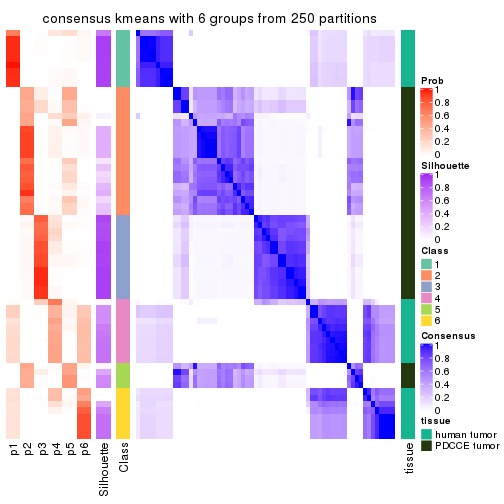 consensus kmeans with 6 groups from 250 partitions
Prob
1
0.8
0.6
0.4
0.2
0
Silhouette
1
0.8
0.6
0.4
0.2
0
Class
1
2
3
4
5
6
Consensus
1
0.8
0.6
0.4
0.2
0
tissue
human tumor
PDCCE tumor
p1
p2
p3
p4
p5
p6
Silhouette
Class
tissue